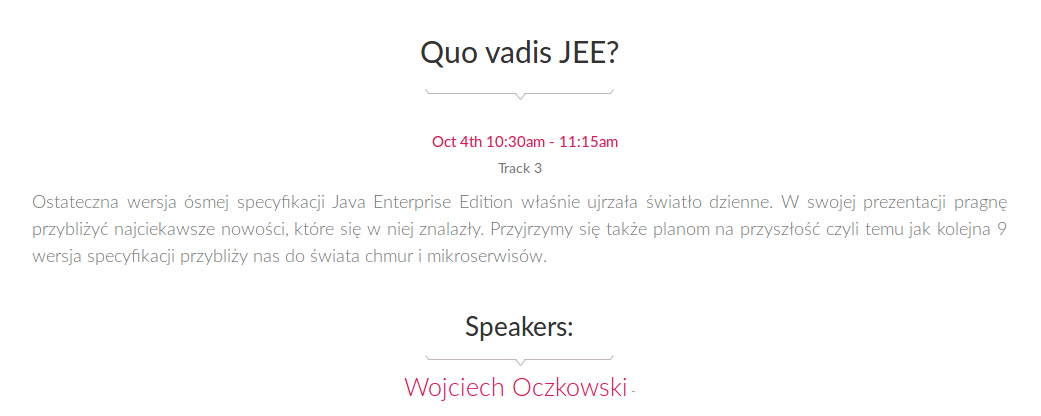 Quo vadis JEE?
Oct 4th 10:30am - 11:15am
Track 3
Ostateczna wersja ósmej specyfikacji Java Enterprise Edition właśnie ujrzała światło dzienne. W swojej prezentacji pragnę
przybliżyć najciekawsze nowości, które się w niej znalazły. Przyjrzymy się także planom na przyszłość czyli temu jak kolejna 9
wersja specyfikacji przybliży nas do świata chmur i mikroserwisów.
Speakers:
Wojciech Oczkowski -